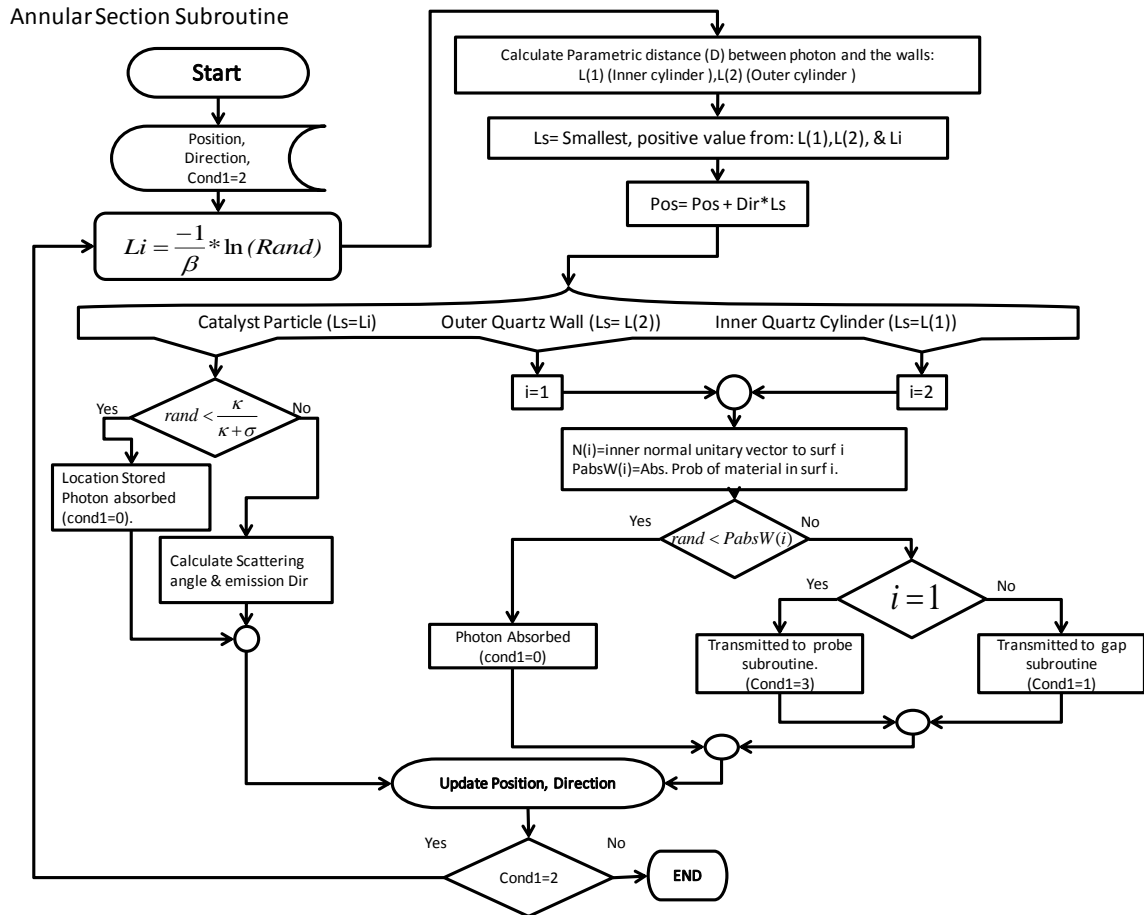 Annular Section Subroutine
Start
Position,
Direction,
Cond1=2
Li = -1/β * ln (Rand)
Calculate Parametric distance (D) between photon and the walls:
L(1) (Inner cylinder ),L(2) (Outer cylinder )
Ls= Smallest, positive value from: L(1),L(2), & Li
Pos= Pos + Dir*Ls
Catalyst Particle (Ls=Li)
Outer Quartz Wall (Ls= L(2))
Inner Quartz Cylinder (Ls=L(1))
i=1
i=2
Yes
rand < κ/(κ+σ)
No
Location Stored
Photon absorbed
(cond1=0).
Calculate Scattering
angle & emission Dir
N(i)=inner normal unitary vector to surf i
PabsW(i)=Abs. Prob of material in surf i.
Yes
rand < PabsW(i)
No
Yes
i = 1
No
Photon Absorbed
(cond1=0)
Transmitted to probe
subroutine.
(Cond1=3)
Transmitted to gap
subroutine
(Cond1=1)
Update Position, Direction
Yes
Cond1=2
No
END